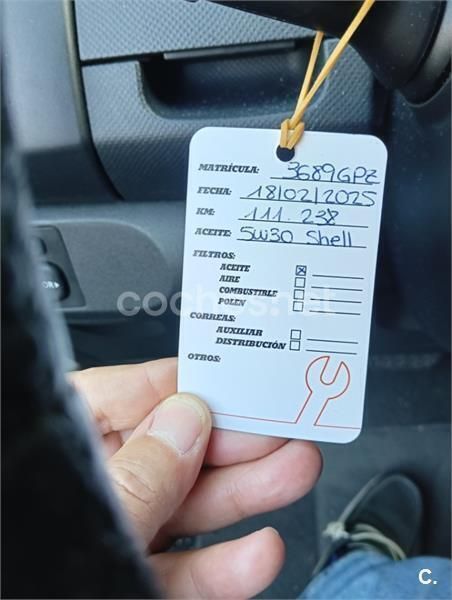 MATRÍCULA: 3689GPZ
FECHA: 18/02/2025
KM: 111.238
ACEITE: 5W30 Shell
FILTROS:
ACEITE
AIRE
COMBUSTIBLE
POLEN
coches.net
CORREAS:
AUXILIAR
DISTRIBUCIÓN
OTROS:
C.